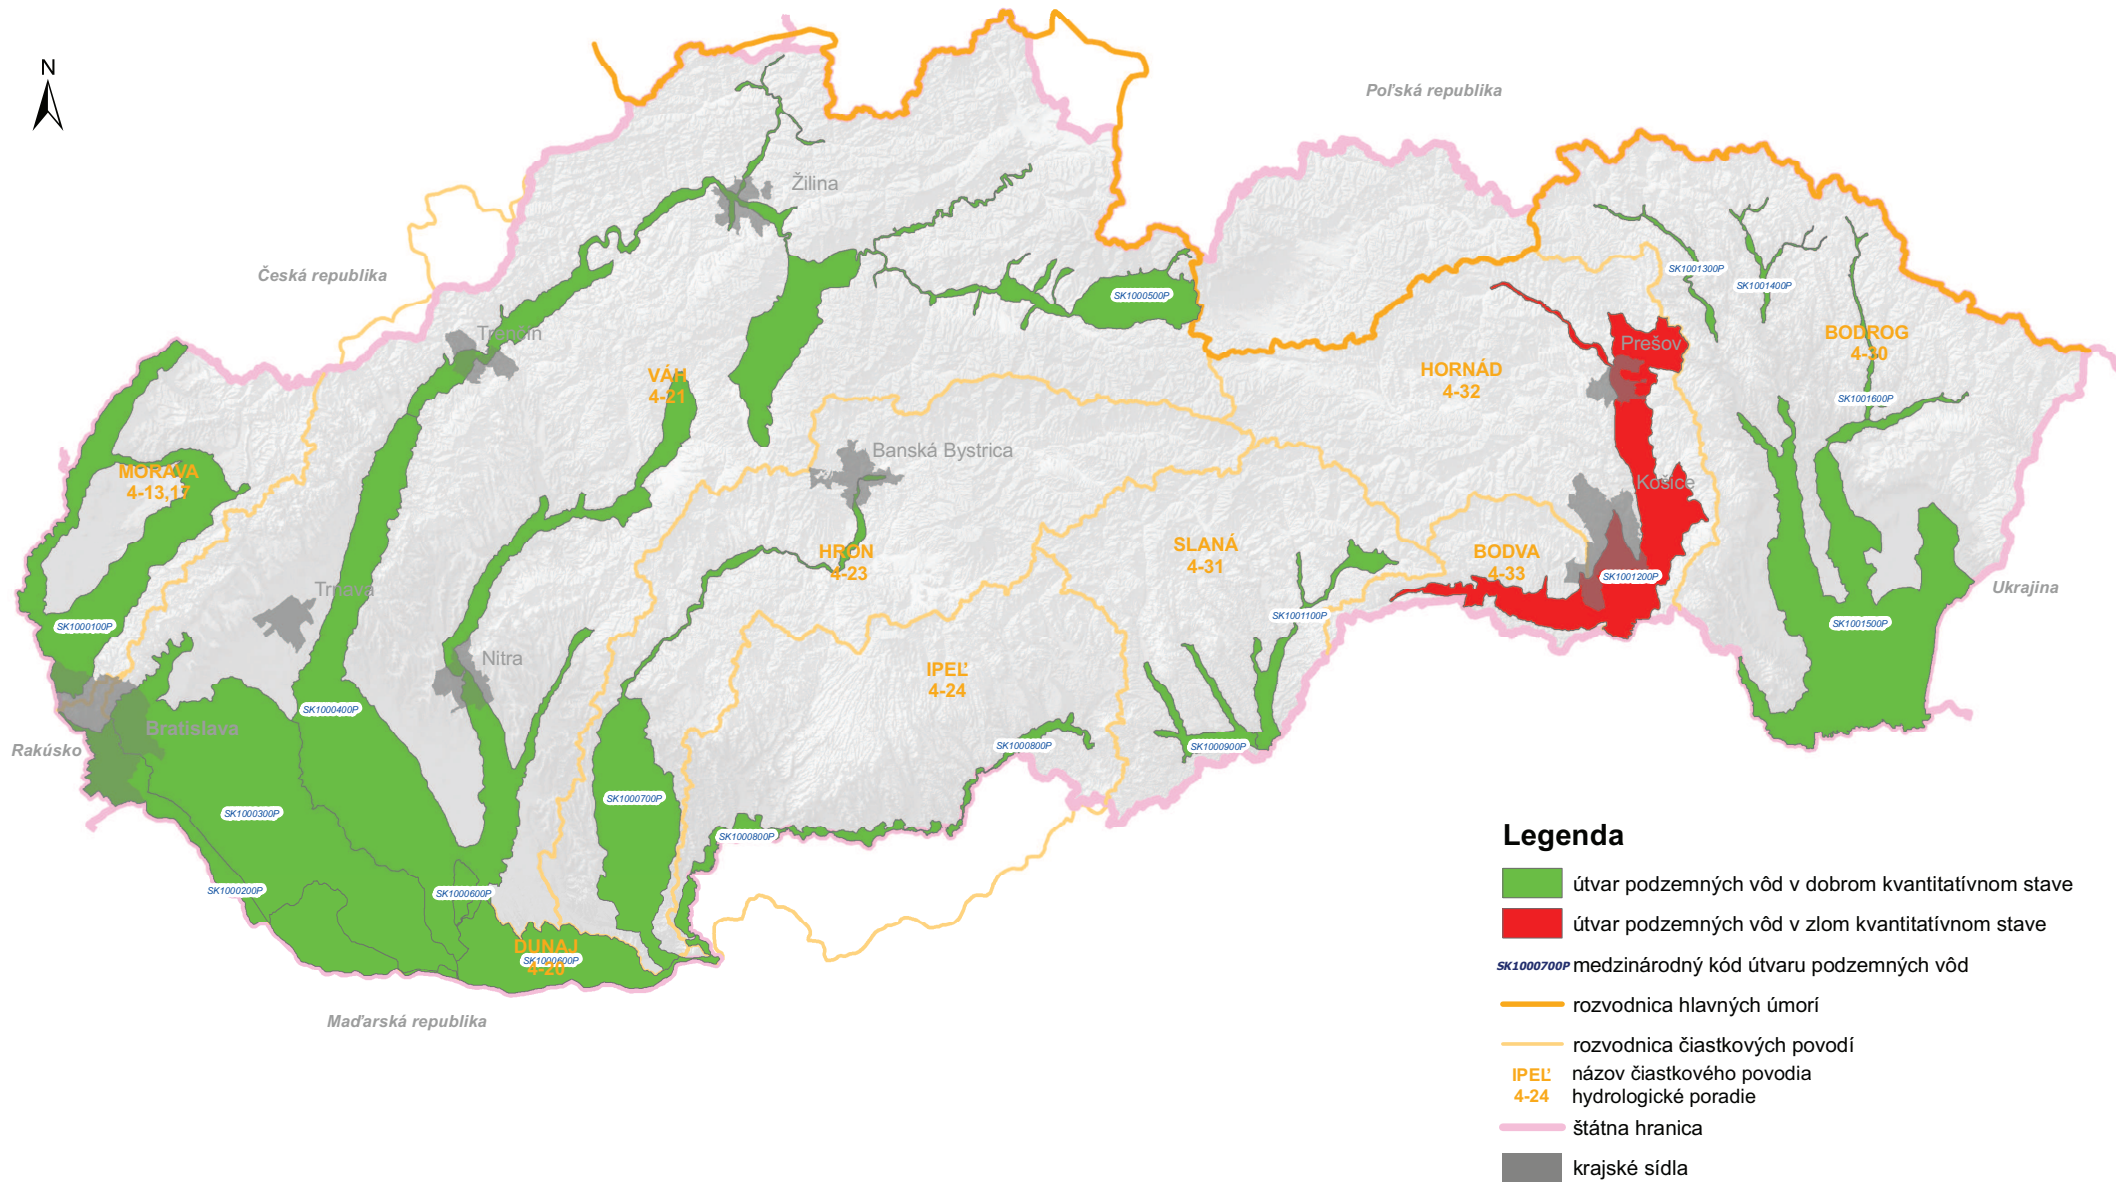 N
Poľská republika
Žilina
Česká republika
SK1001300P
SK1001400P
SK1000500P
Trenčín
BODROG
4-30
Prešov
VÁH
4-21
HORNÁD
4-32
SK1001600P
Banská Bystrica
MORAVA
4-13,17
Košice
HRON
4-23
SLANÁ
4-31
BODVA
4-33
SK1001200P
Ukrajina
Trnava
SK1000100P
SK1001100P
SK1001500P
Nitra
IPEĽ
4-24
SK1000400P
Bratislava
Rakúsko
SK1000800P
SK1000900P
SK1000700P
SK1000300P
SK1000800P
SK1000200P
SK1000600P
DUNAJ
SK1000600P
4-20
Maďarská republika
Legenda
útvar podzemných vôd v dobrom kvantitatívnom stave
útvar podzemných vôd v zlom kvantitatívnom stave
SK1000700P medzinárodný kód útvaru podzemných vôd
rozvodnica hlavných úmorí
rozvodnica čiastkových povodí
IPEĽ názov čiastkového povodia
4-24 hydrologické poradie
štátna hranica
krajské sídla